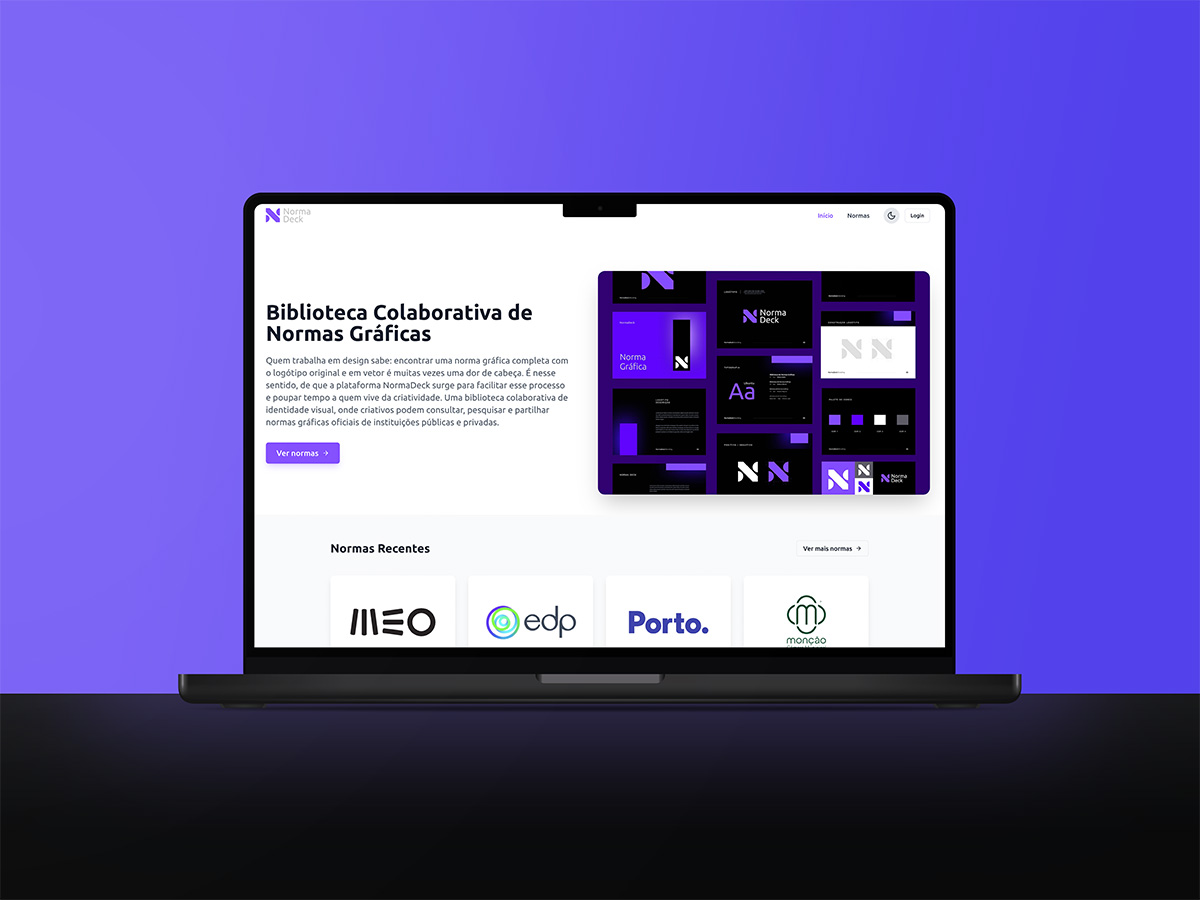 Norma
Deck
Início
Normas
Login
Biblioteca Colaborativa de
Normas Gráficas
Quem trabalha em design sabe: encontrar uma norma gráfica completa com
o logótipo original e em vetor é muitas vezes uma dor de cabeça. É nesse
sentido, de que a plataforma NormaDeck surge para facilitar esse processo
e poupar tempo a quem vive da criatividade. Uma biblioteca colaborativa de
identidade visual, onde criativos podem consultar, pesquisar e partilhar
normas gráficas oficiais de instituições públicas e privadas.
Ver normas →
Norma
Gráfica
Norma
Deck
Aa
Norma
Deck
Normas Recentes
Ver mais normas →
MEO
edp
Porto.
monção